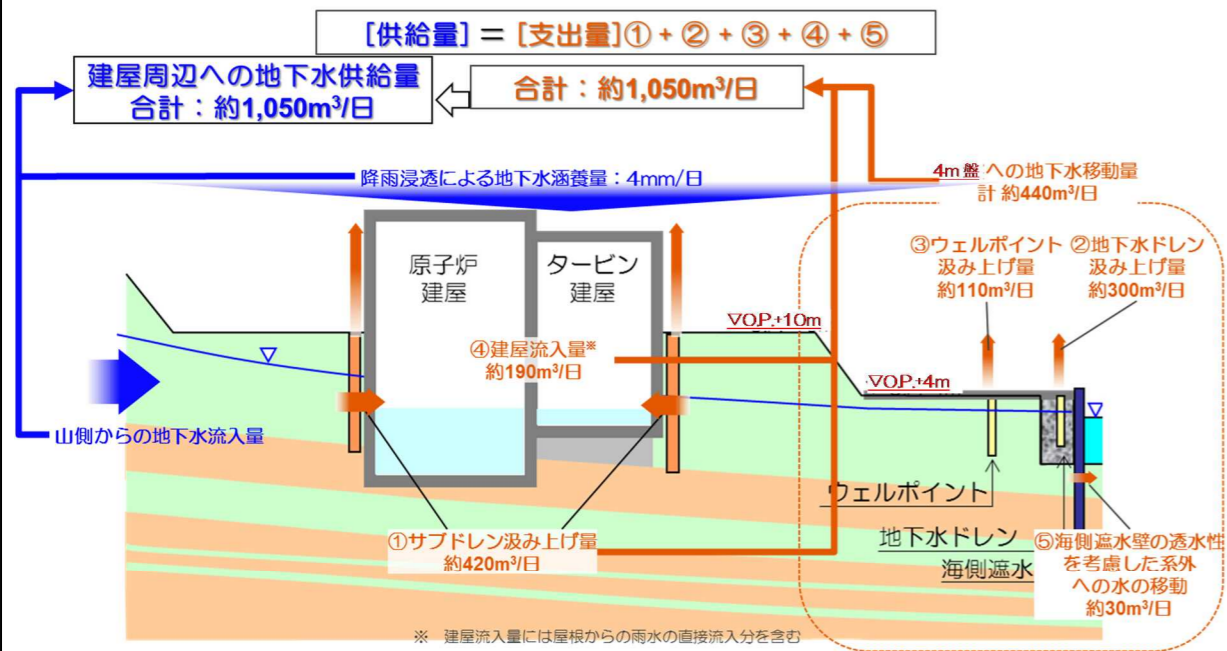 [供給量] = [支出量]① + ② + ③ + ④ + ⑤
建屋周辺への地下水供給量
合計：約1,050m³/日
合計：約1,050m³/日
降雨浸透による地下水涵養量：4mm/日
4m盤への地下水移動量
計 約440m³/日
原子炉
建屋
タービン
建屋
③ウェルポイント
汲み上げ量
約110m³/日
②地下水ドレン
汲み上げ量
約300m³/日
▽O.P.+10m
④建屋流入量※
約190m³/日
▽O.P.+4m
山側からの地下水流入量
ウェルポイント
①サブドレン汲み上げ量
約420m³/日
地下水ドレン
海側遮水
⑤海側遮水壁の透水性
を考慮した系外
への水の移動
約30m³/日
※　建屋流入量には屋根からの雨水の直接流入分を含む